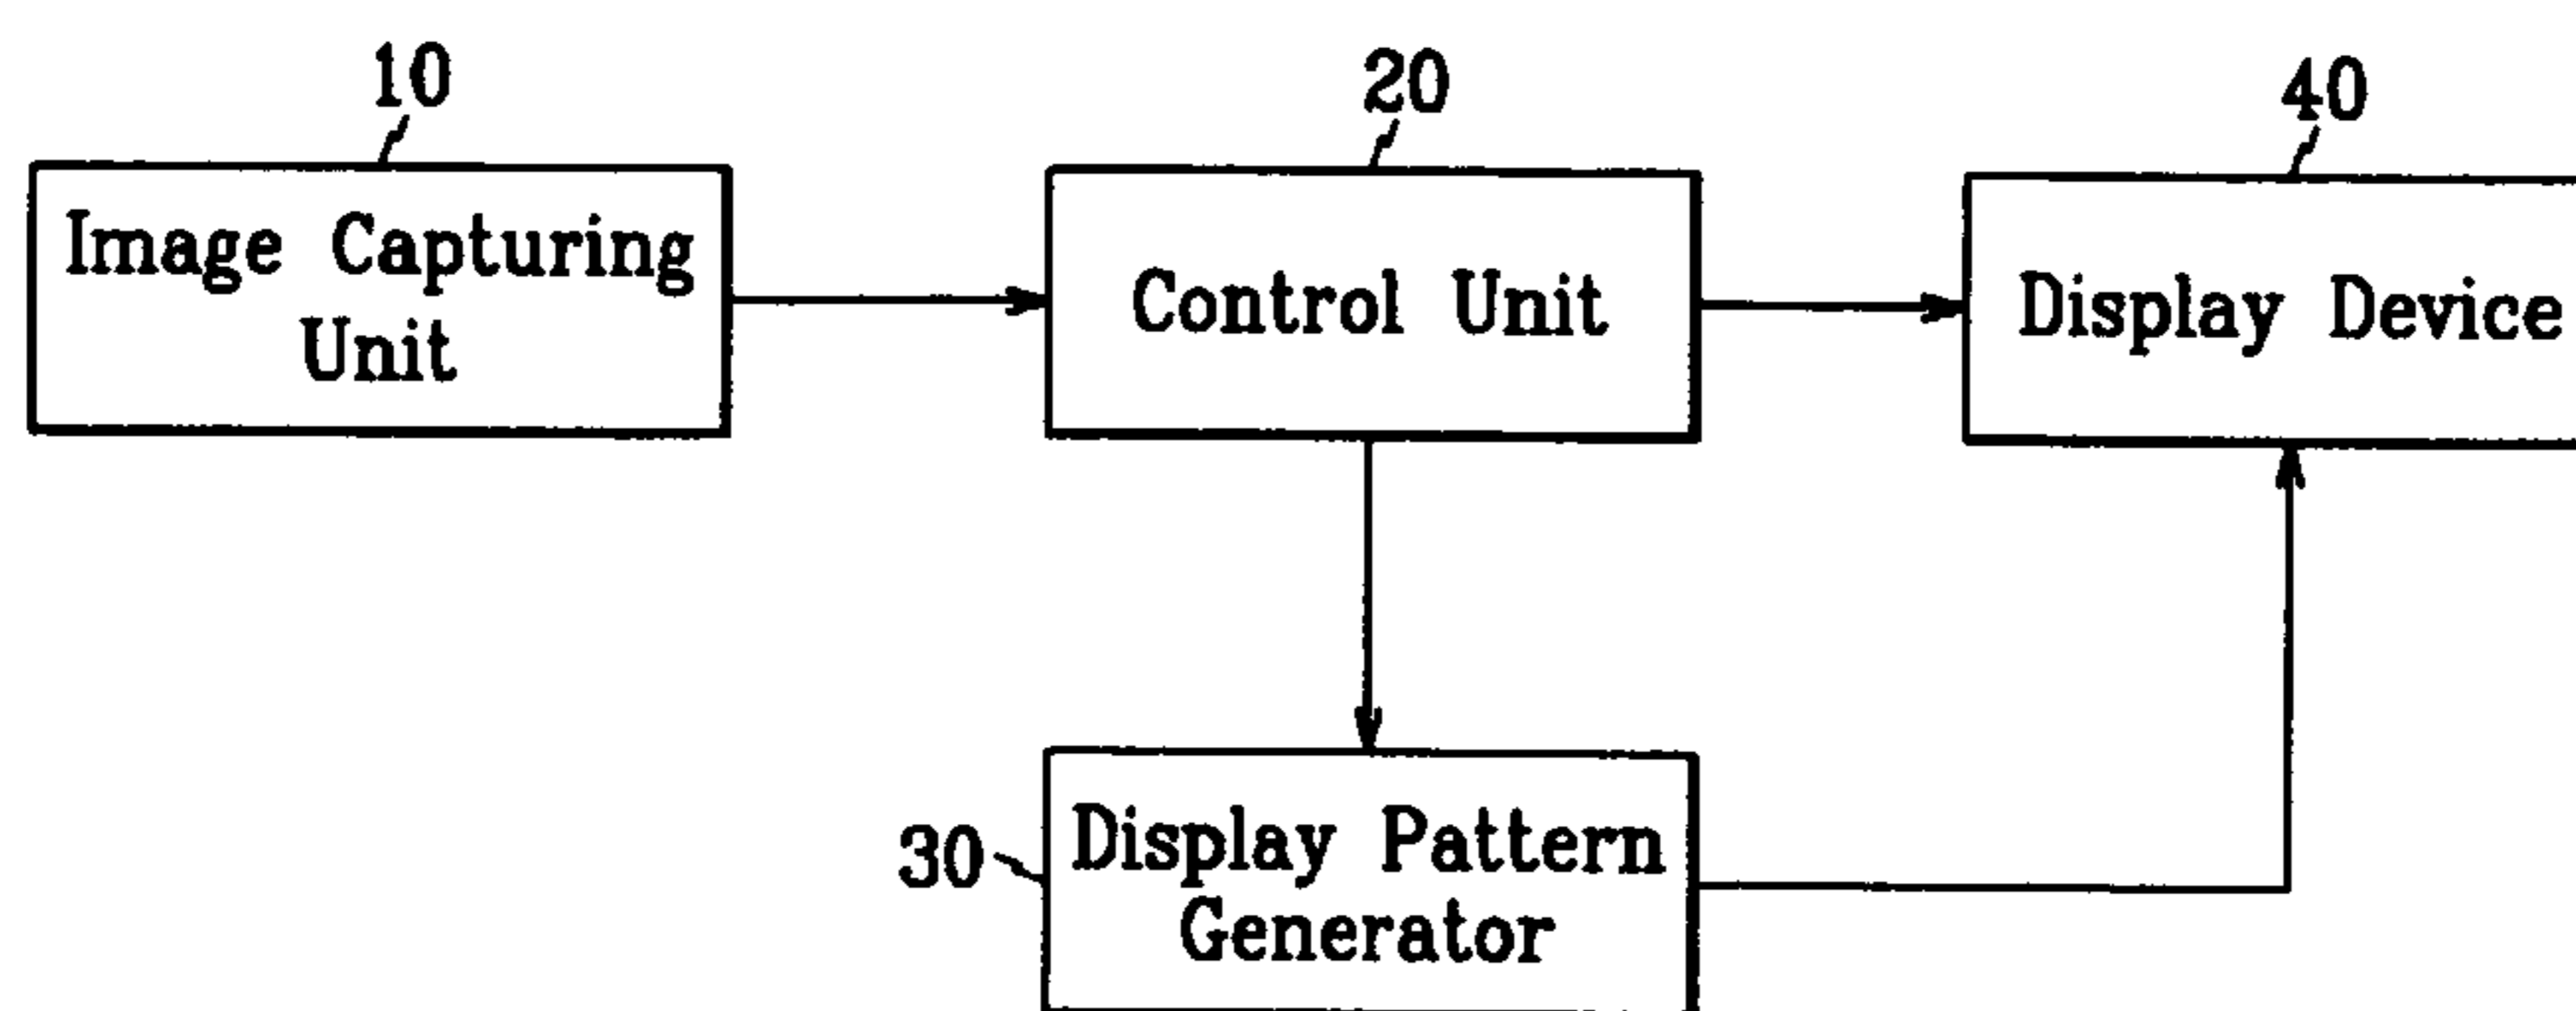 10
20
40
Image Capturing
Unit
Control Unit
Display Device
30
Display Pattern
Generator